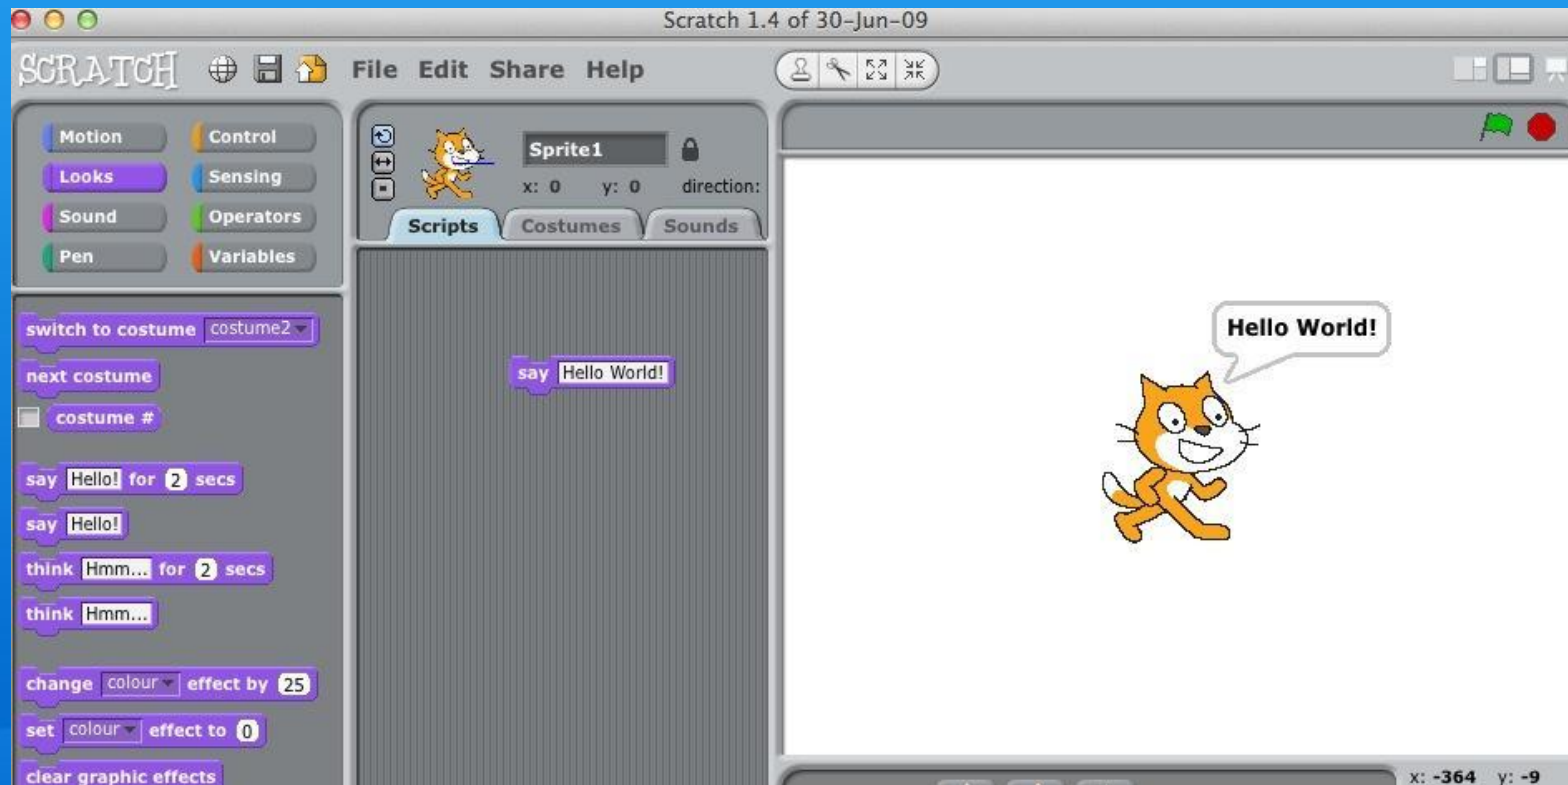 Scratch 1.4 of 30-Jun-09
SCRATCH File Edit Share Help
Motion Control
Looks Sensing
Sound Operators
Pen Variables
Sprite1
x: 0 y: 0 direction:
Scripts Costumes Sounds
switch to costume costume2
next costume
costume #
say Hello! for 2 secs
say Hello!
think Hmm... for 2 secs
think Hmm...
change colour effect by 25
set colour effect to 0
clear graphic effects
say Hello World!
Hello World!
x: -364 y: -9